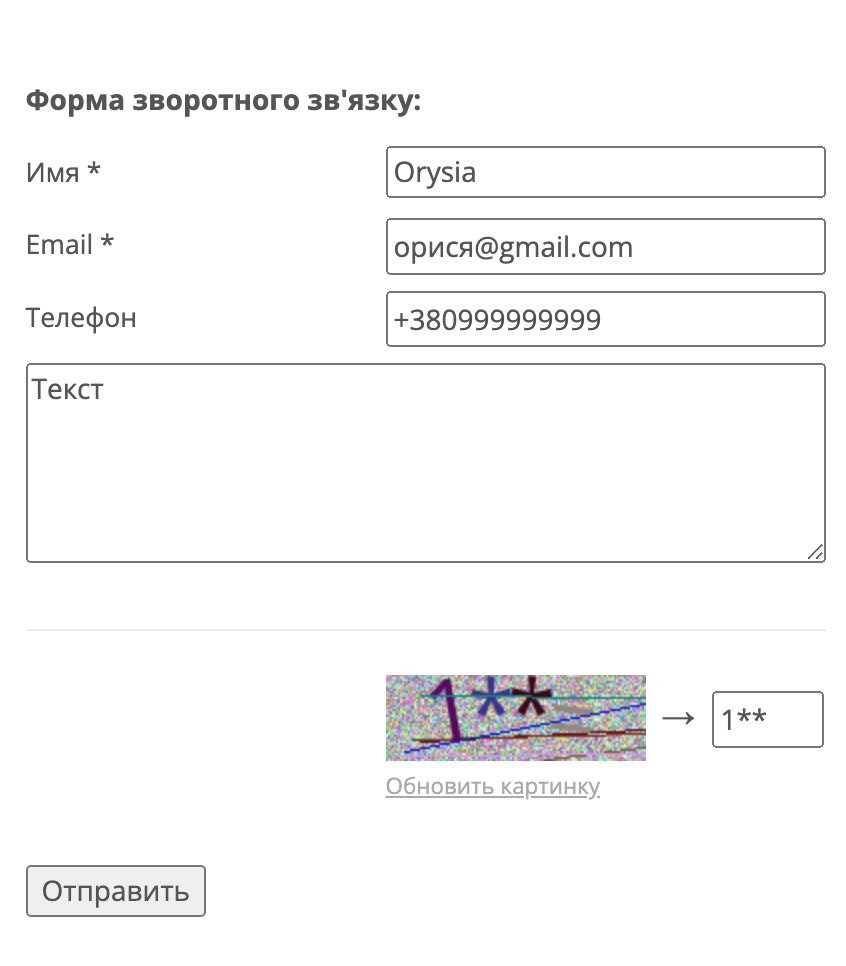 Форма зворотного зв'язку:
Имя * Orysia
Email * орися@gmail.com
Телефон +380999999999
Текст
1** → 1**
Обновить картинку
Отправить